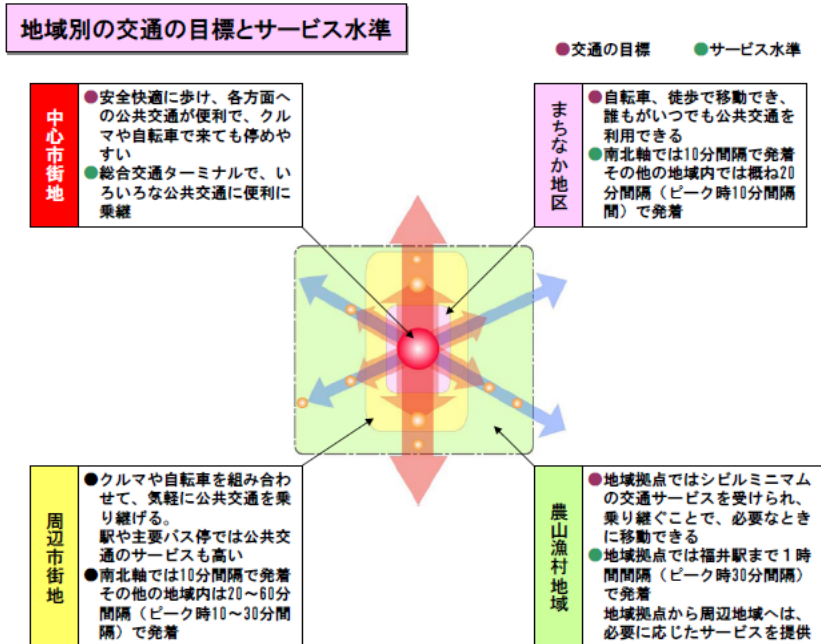 地域別の交通の目標とサービス水準
●交通の目標 ●サービス水準
中心市街地
●安全快適に歩け、各方面へ
の公共交通が便利で、クル
マや自転車で来ても停めや
すい
●総合交通ターミナルで、い
ろいろな公共交通に便利に
乗継
まちなか地区
●自転車、徒歩で移動でき、
誰もがいつでも公共交通を
利用できる
●南北軸では10分間隔で発着
その他の地域内では概ね20
分間隔（ピーク時10分間隔
間）で発着
周辺市街地
●クルマや自転車を組み合わ
せて、気軽に公共交通を乗
り継げる。
駅や主要バス停では公共交
通のサービスも高い
●南北軸では10分間隔で発着
その他の地域内は20～60分
間隔（ピーク時10～30分間
隔）で発着
農山漁村地域
●地域拠点ではシビルミニマム
の交通サービスを受けられ、
乗り継ぐことで、必要なとき
に移動できる
●地域拠点では福井駅まで１時
間間隔（ピーク時30分間隔）
で発着
地域拠点から周辺地域へは、
必要に応じたサービスを提供